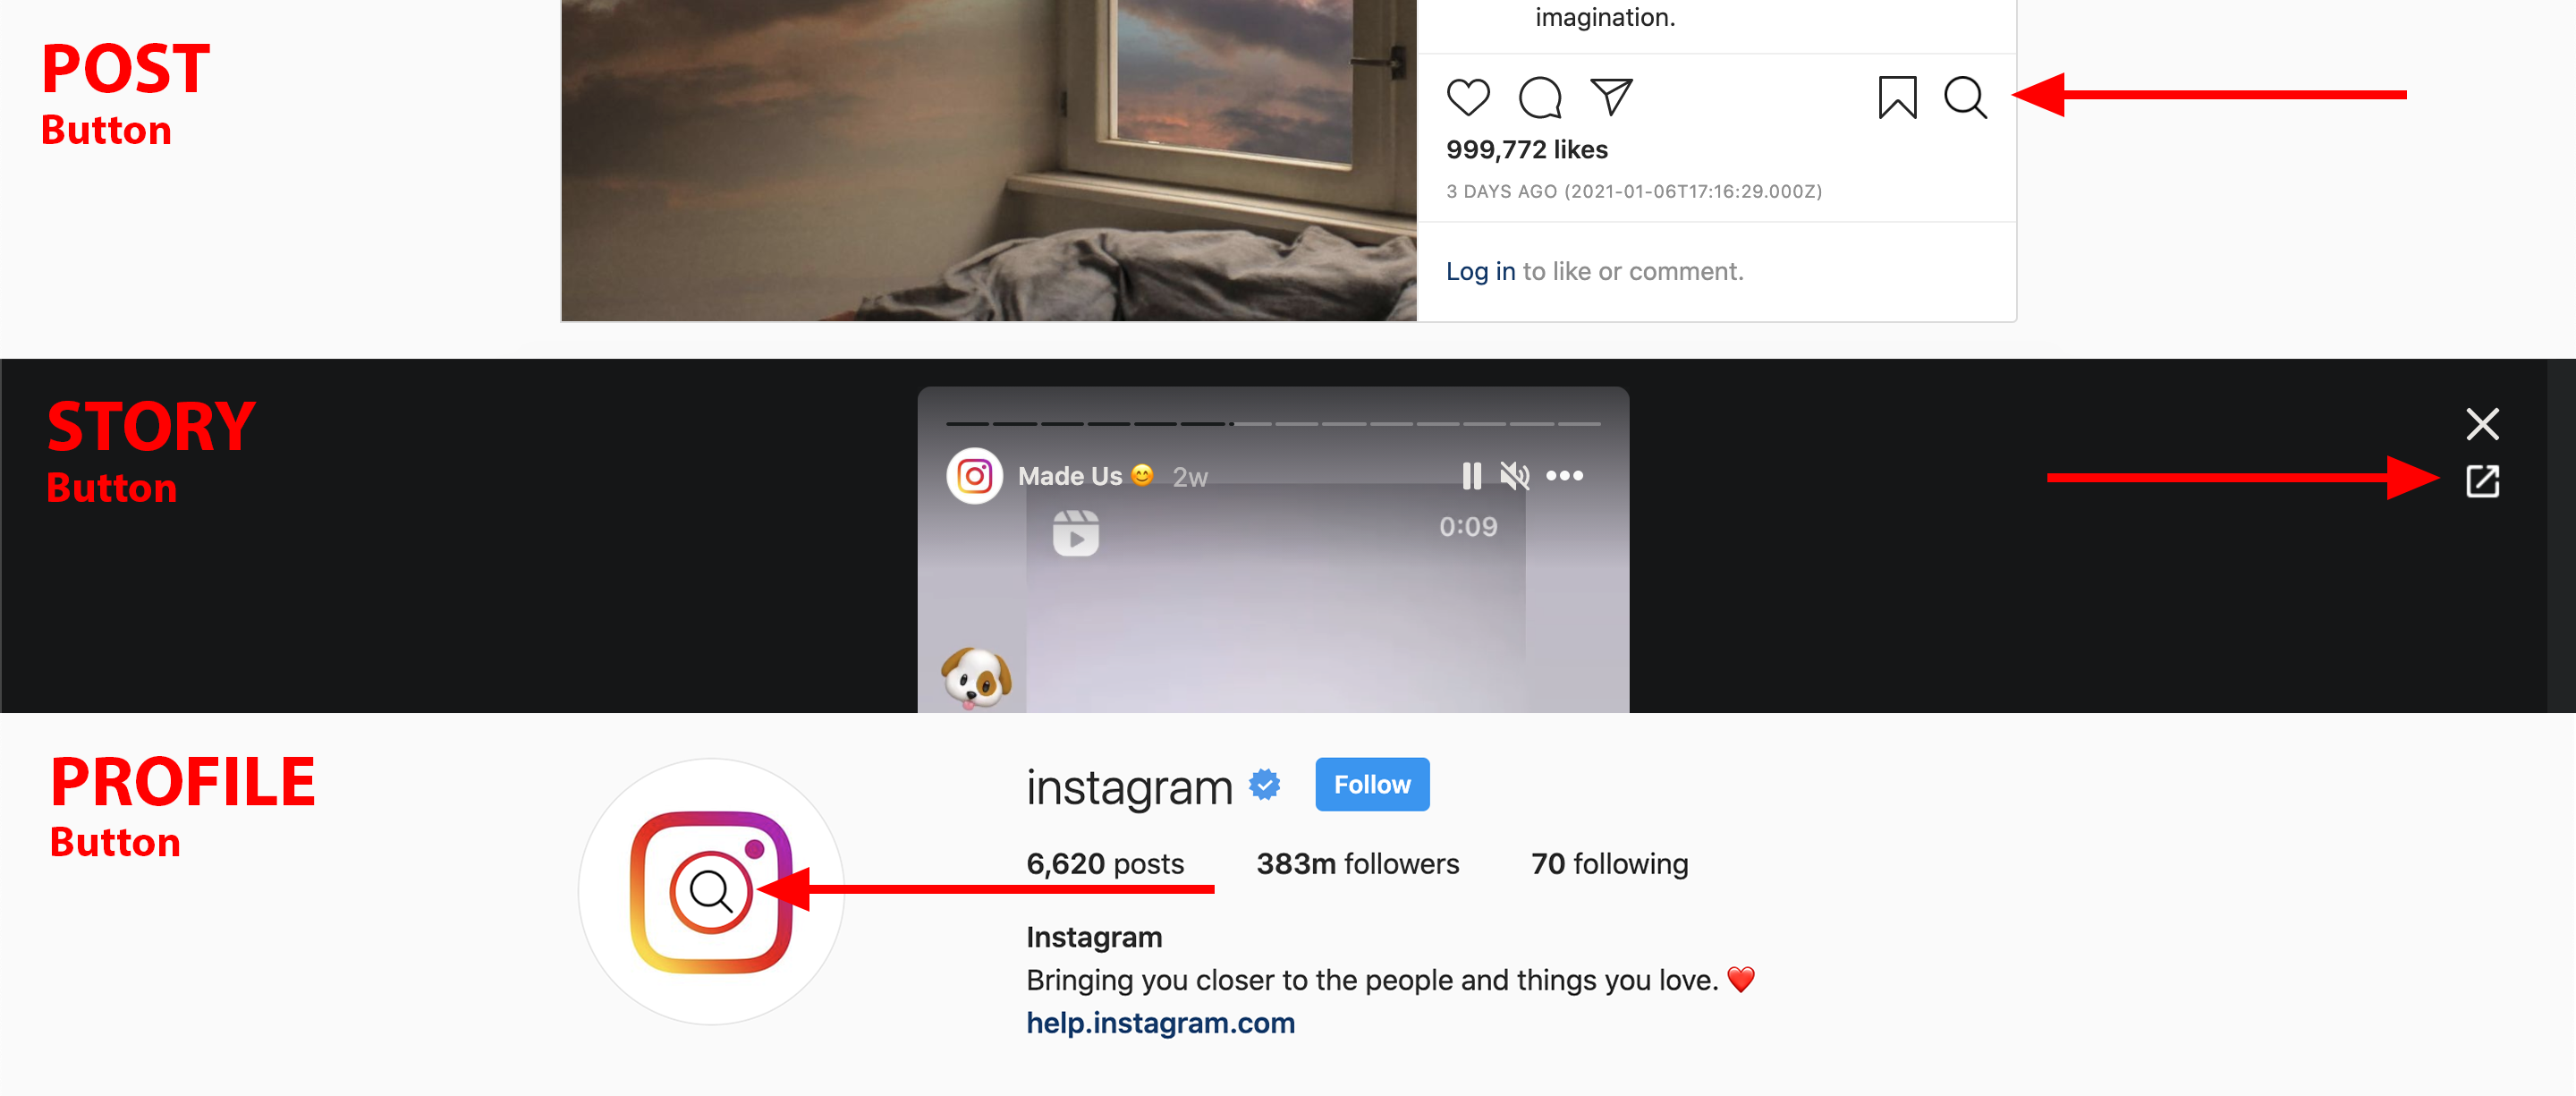 POST
Button
imagination.
999,772 likes
3 DAYS AGO (2021-01-06T17:16:29.000Z)
Log in to like or comment.
STORY
Button
Made Us 😊 2w
0:09
PROFILE
Button
instagram Follow
6,620 posts 383m followers 70 following
Instagram
Bringing you closer to the people and things you love. ❤️
help.instagram.com